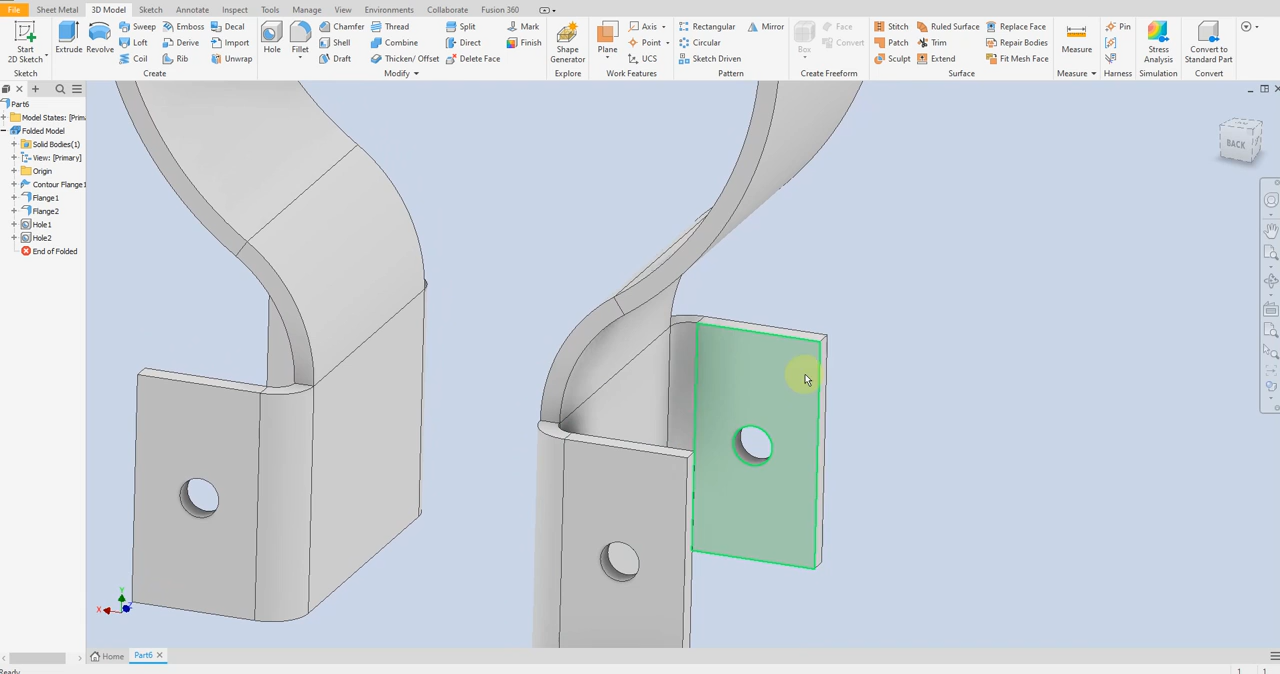 File Sheet Metal 3D Model Sketch Annotate Inspect Tools Manage View Environments Collaborate Fusion 360
Start 2D Sketch Extrude Revolve Sweep Emboss Decal Hole Fillet Chamfer Thread Split Mark Shape Generator Plane Axis Rectangular Mirror Box Face Stitch Ruled Surface Replace Face Pin Measure Stress Analysis Convert to Standard Part
Loft Derive Import Shell Combine Direct Finish Point Circular Convert Patch Trim Repair Bodies
Coil Rib Unwrap Draft Thicken/ Offset Delete Face UCS Sketch Driven Sculpt Extend Fit Mesh Face
Sketch Create Modify Explore Work Features Pattern Create Freeform Surface Measure Harness Simulation Convert
Part6
Model States: [Prim
Folded Model
Solid Bodies(1)
View: [Primary]
Origin
Contour Flange1
Flange1
Flange2
Hole1
Hole2
End of Folded
BACK
Y
X
Home Part6
Ready
1 1